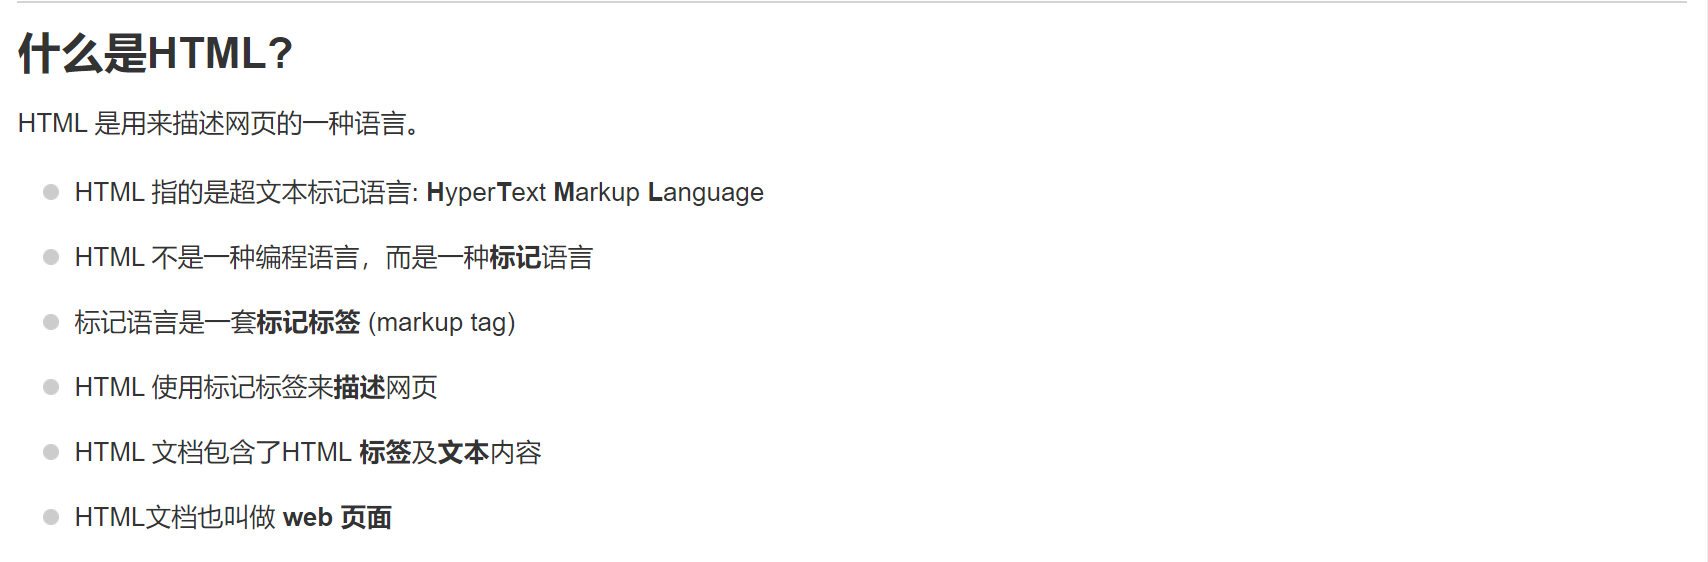 什么是HTML?
HTML 是用来描述网页的一种语言。
HTML 指的是超文本标记语言: HyperText Markup Language
HTML 不是一种编程语言，而是一种标记语言
标记语言是一套标记标签 (markup tag)
HTML 使用标记标签来描述网页
HTML 文档包含了HTML 标签及文本内容
HTML文档也叫做 web 页面